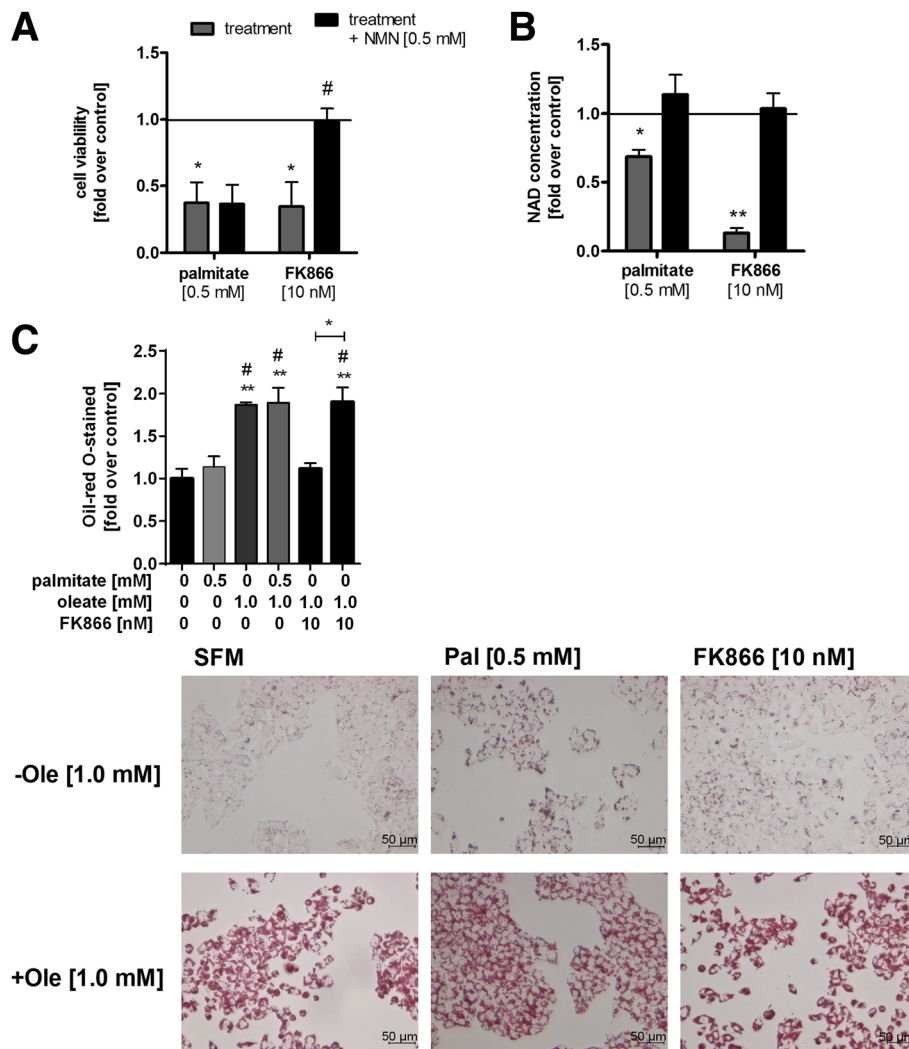 A
treatment
treatment
+ NMN [0.5 mM]
cell viablility
[fold over control]
1.5
1.0
0.5
0.0
*
*
#
palmitate
[0.5 mM]
FK866
[10 nM]
B
NAD concentration
[fold over control]
1.5
1.0
0.5
0.0
*
**
palmitate
[0.5 mM]
FK866
[10 nM]
C
Oil-red O-stained
[fold over control]
2.5
2.0
1.5
1.0
0.5
0.0
#
**
#
**
*
#
**
palmitate [mM] 0 0.5 0 0.5 0 0
oleate [mM] 0 0 1.0 1.0 1.0 1.0
FK866 [nM] 0 0 0 0 10 10
SFM
Pal [0.5 mM]
FK866 [10 nM]
-Ole [1.0 mM]
50 µm
50 µm
50 µm
+Ole [1.0 mM]
50 µm
50 µm
50 µm